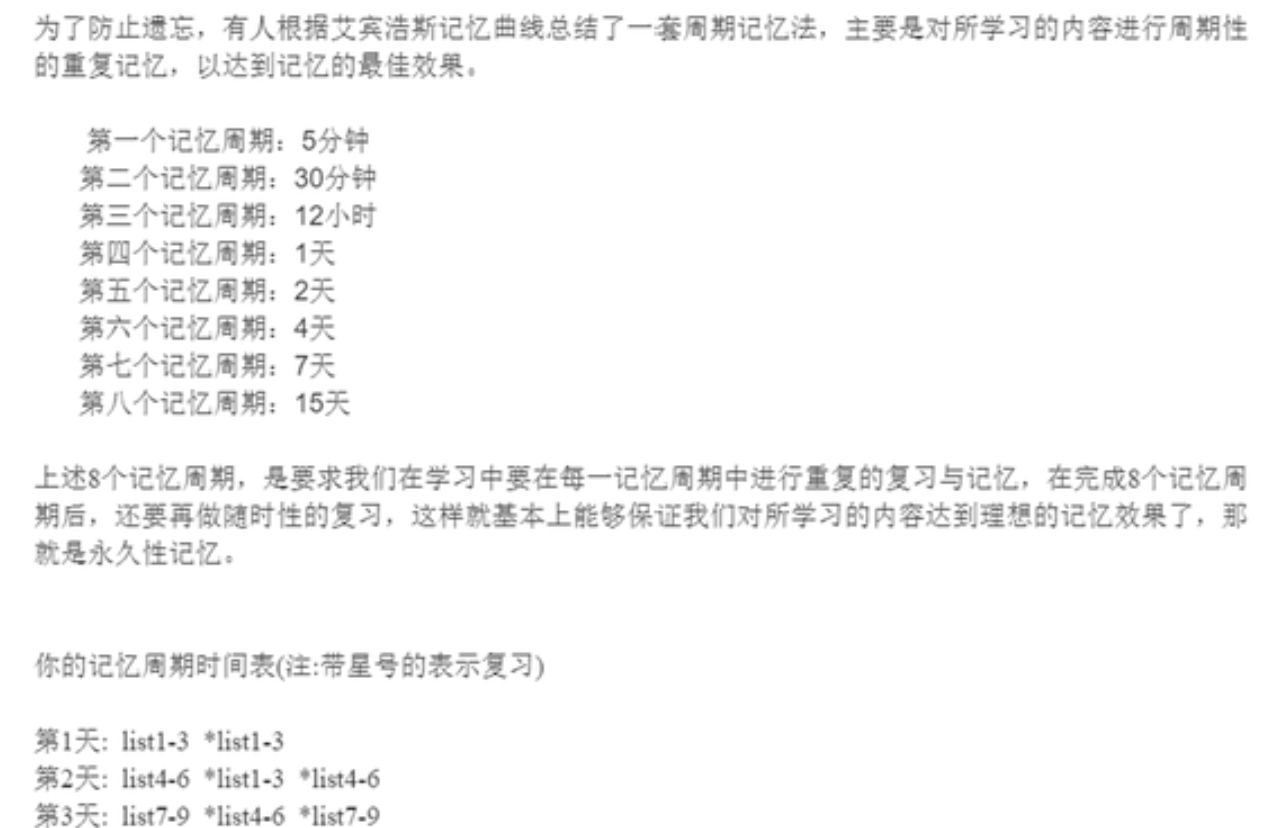 为了防止遗忘，有人根据艾宾浩斯记忆曲线总结了一套周期记忆法，主要是对所学习的内容进行周期性
的重复记忆，以达到记忆的最佳效果。
第一个记忆周期：5分钟
第二个记忆周期：30分钟
第三个记忆周期：12小时
第四个记忆周期：1天
第五个记忆周期：2天
第六个记忆周期：4天
第七个记忆周期：7天
第八个记忆周期：15天
上述8个记忆周期，是要求我们在学习中要在每一记忆周期中进行重复的复习与记忆，在完成8个记忆周
期后，还要再做随时性的复习，这样就基本上能够保证我们对所学习的内容达到理想的记忆效果了，那
就是永久性记忆。
你的记忆周期时间表(注:带星号的表示复习)
第1天: list1-3 *list1-3
第2天: list4-6 *list1-3 *list4-6
第3天: list7-9 *list4-6 *list7-9